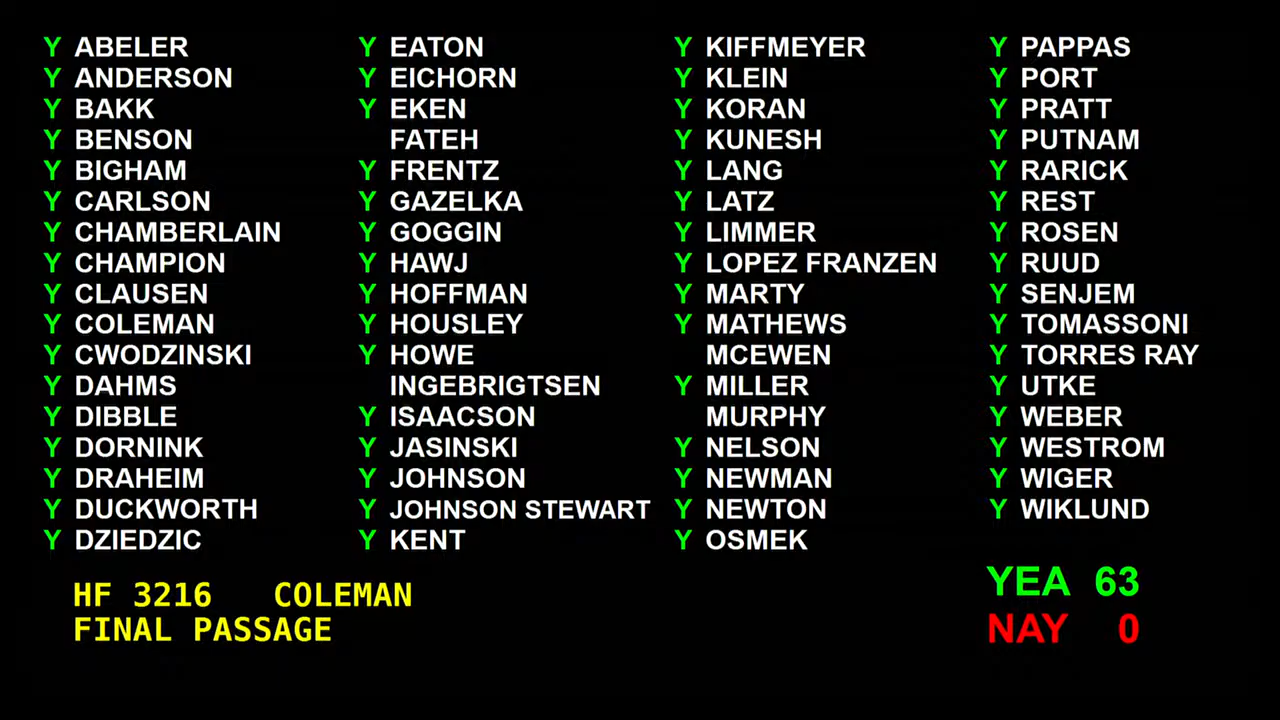 Y ABELER
Y ANDERSON
Y BAKK
Y BENSON
Y BIGHAM
Y CARLSON
Y CHAMBERLAIN
Y CHAMPION
Y CLAUSEN
Y COLEMAN
Y CWODZINSKI
Y DAHMS
Y DIBBLE
Y DORNINK
Y DRAHEIM
Y DUCKWORTH
Y DZIEDZIC
Y EATON
Y EICHORN
Y EKEN
FATEH
Y FRENTZ
Y GAZELKA
Y GOGGIN
Y HAWJ
Y HOFFMAN
Y HOUSLEY
Y HOWE
INGEBRIGTSEN
Y ISAACSON
Y JASINSKI
Y JOHNSON
Y JOHNSON STEWART
Y KENT
Y KIFFMEYER
Y KLEIN
Y KORAN
Y KUNESH
Y LANG
Y LATZ
Y LIMMER
Y LOPEZ FRANZEN
Y MARTY
Y MATHEWS
MCEWEN
Y MILLER
MURPHY
Y NELSON
Y NEWMAN
Y NEWTON
Y OSMEK
Y PAPPAS
Y PORT
Y PRATT
Y PUTNAM
Y RARICK
Y REST
Y ROSEN
Y RUUD
Y SENJEM
Y TOMASSONI
Y TORRES RAY
Y UTKE
Y WEBER
Y WESTROM
Y WIGER
Y WIKLUND
HF 3216 COLEMAN
FINAL PASSAGE
YEA 63
NAY 0